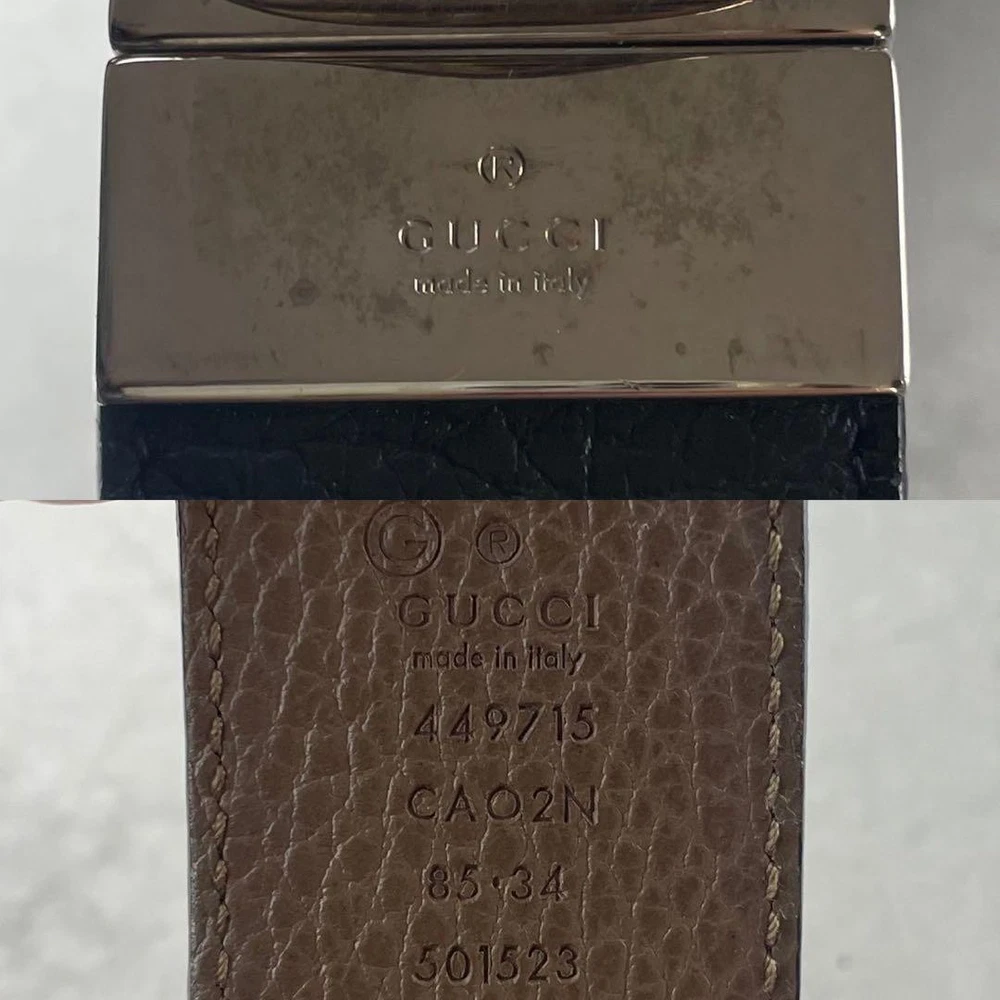 ®
GUCCI
made in italy
G ®
GUCCI
made in italy
449715
CAO2N
85·34
501523